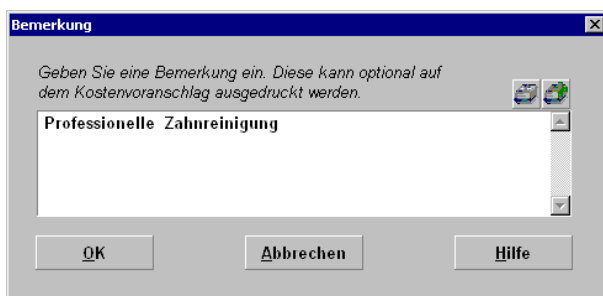 Bemerkung
Geben Sie eine Bemerkung ein. Diese kann optional auf
dem Kostenvoranschlag ausgedruckt werden.
Professionelle Zahnreinigung
OK
Abbrechen
Hilfe